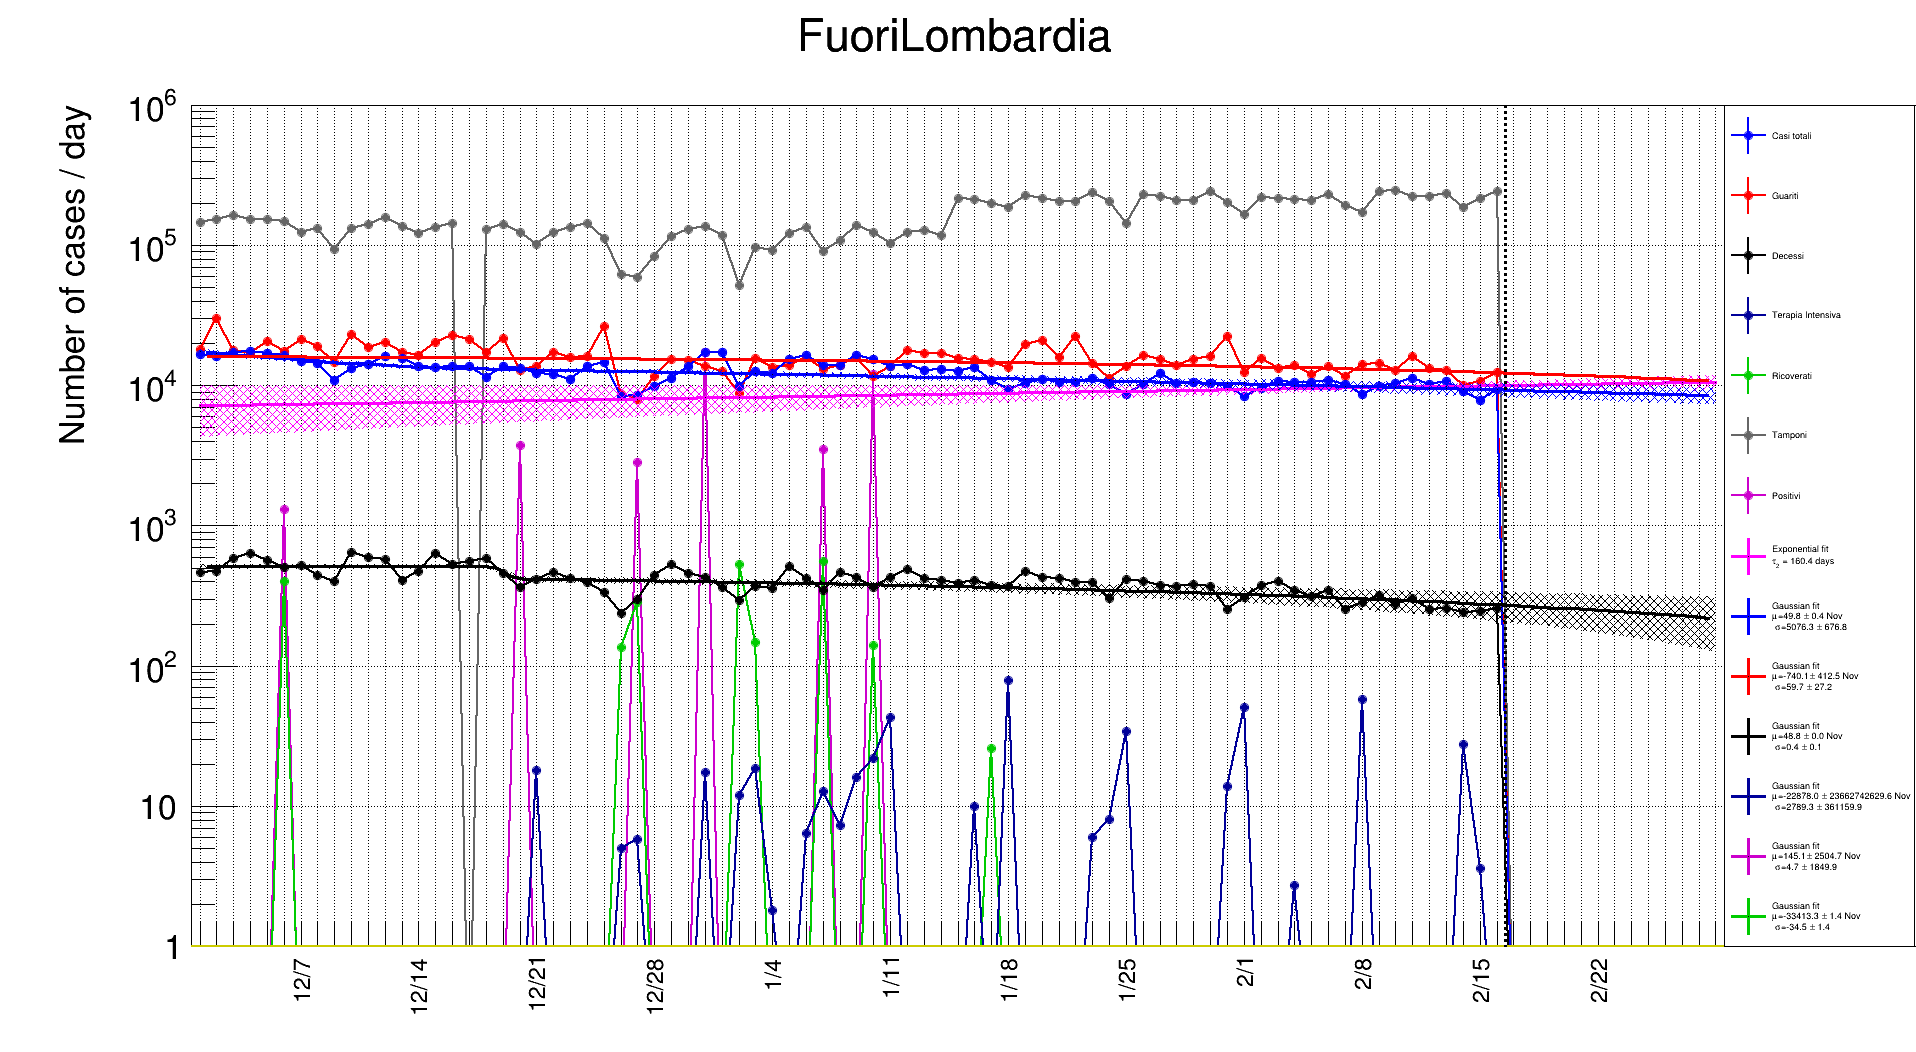 FuoriLombardia
Number of cases / day
10^6
10^5
10^4
10^3
10^2
10
1
12/7
12/14
12/21
12/28
1/4
1/11
1/18
1/25
2/1
2/8
2/15
2/22
Casi totali
Guariti
Decessi
Terapia Intensiva
Ricoverati
Tamponi
Positivi
Exponential fit
τ₂ = 160.4 days
Gaussian fit
μ=49.8 ± 0.4 Nov
σ=5076.3 ± 676.8
Gaussian fit
μ=-740.1 ± 412.5 Nov
σ=59.7 ± 27.2
Gaussian fit
μ=48.8 ± 0.0 Nov
σ=0.4 ± 0.1
Gaussian fit
μ=-22878.0 ± 23662742629.6 Nov
σ=2789.3 ± 361159.9
Gaussian fit
μ=145.1 ± 2504.7 Nov
σ=4.7 ± 1849.9
Gaussian fit
μ=-33413.3 ± 1.4 Nov
σ=-34.5 ± 1.4